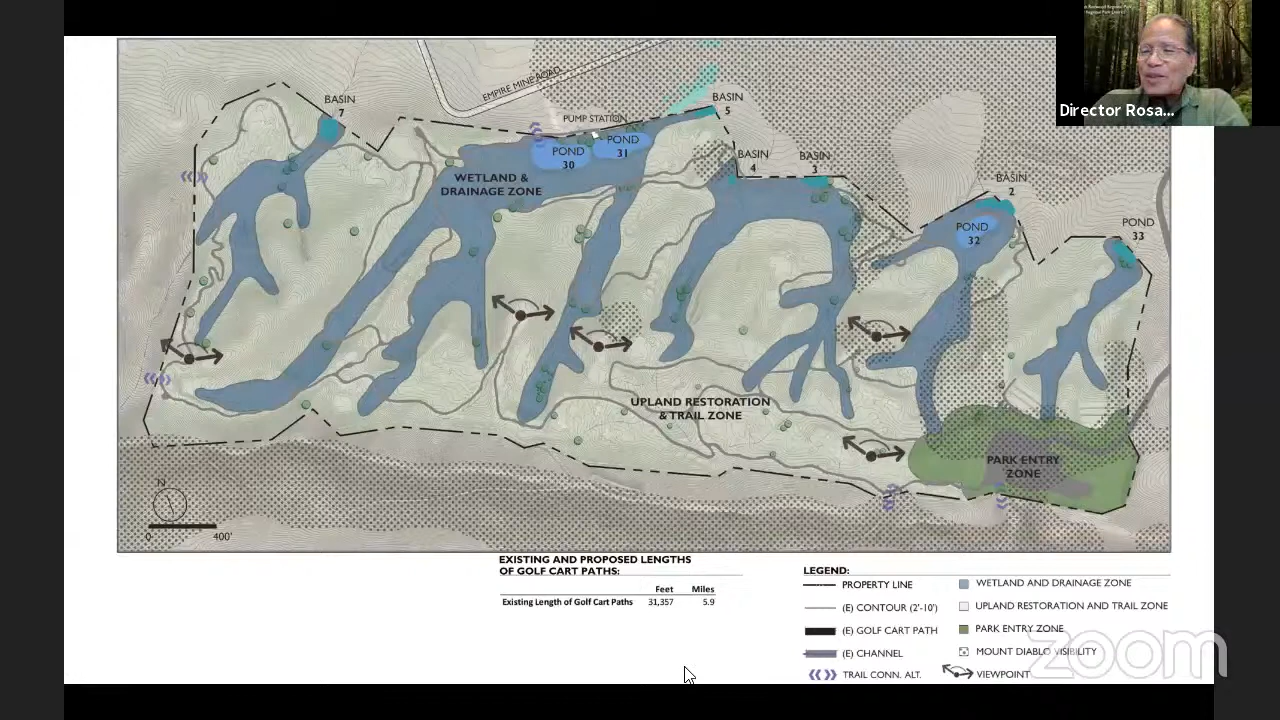 Regional Park
Director Rosa...
EMPIRE MINE ROAD
BASIN
7
BASIN
5
PUMP STATION
POND
30
POND
31
BASIN
4
BASIN
3
WETLAND &
DRAINAGE ZONE
BASIN
2
POND
32
POND
33
UPLAND RESTORATION
& TRAIL ZONE
PARK ENTRY
ZONE
N
0 400'
EXISTING AND PROPOSED LENGTHS
OF GOLF CART PATHS:
Feet Miles
Existing Length of Golf Cart Paths 31,357 5.9
LEGEND:
PROPERTY LINE
(E) CONTOUR (2'-10')
(E) GOLF CART PATH
(E) CHANNEL
TRAIL CONN. ALT.
WETLAND AND DRAINAGE ZONE
UPLAND RESTORATION AND TRAIL ZONE
PARK ENTRY ZONE
MOUNT DIABLO VISIBILITY
VIEWPOINT
zoom